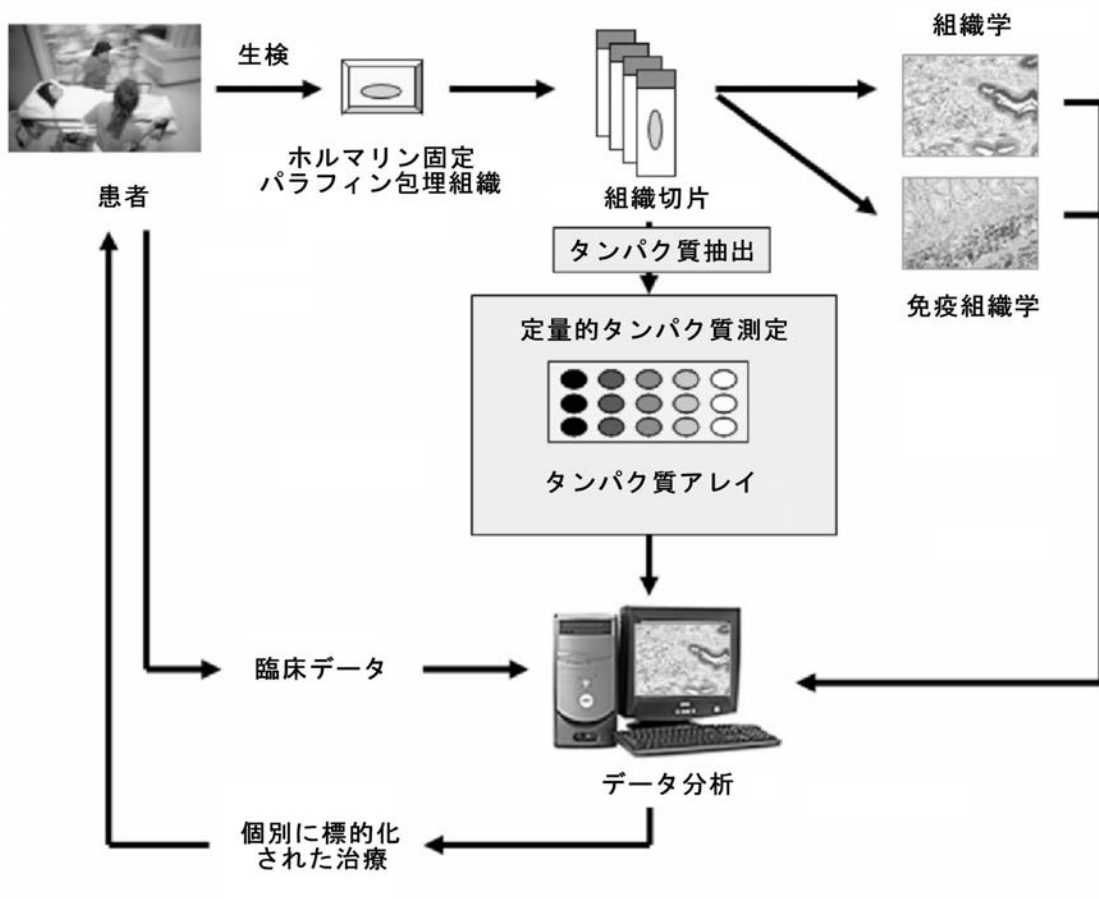 生検
組織学
ホルマリン固定
パラフィン包埋組織
患者
組織切片
タンパク質抽出
免疫組織学
定量的タンパク質測定
タンパク質アレイ
臨床データ
データ分析
個別に標的化
された治療